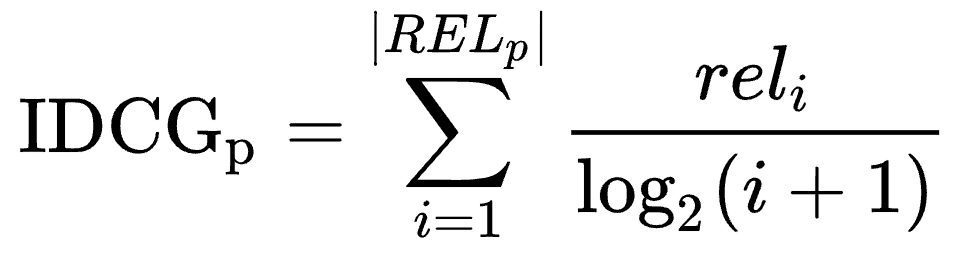 IDCG_p = \sum_{i=1}^{|REL_p|} \frac{rel_i}{\log_2(i+1)}